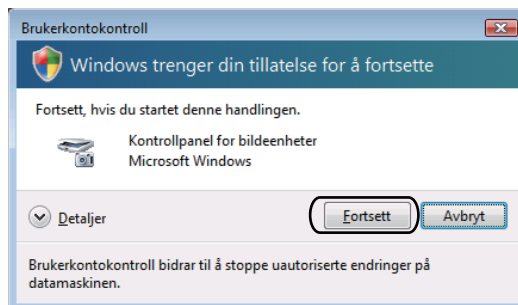 Brukerkontokontroll
Windows trenger din tillatelse for å fortsette
Fortsett, hvis du startet denne handlingen.
Kontrollpanel for bildeenheter
Microsoft Windows
Detaljer
Fortsett
Avbryt
Brukerkontokontroll bidrar til å stoppe uautoriserte endringer på
datamaskinen.